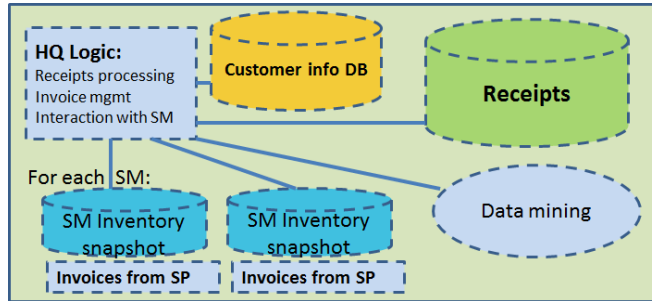 HQ Logic:
Receipts processing
Invoice mgmt
Interaction with SM
Customer info DB
Receipts
For each SM:
SM Inventory
snapshot
SM Inventory
snapshot
Data mining
Invoices from SP
Invoices from SP